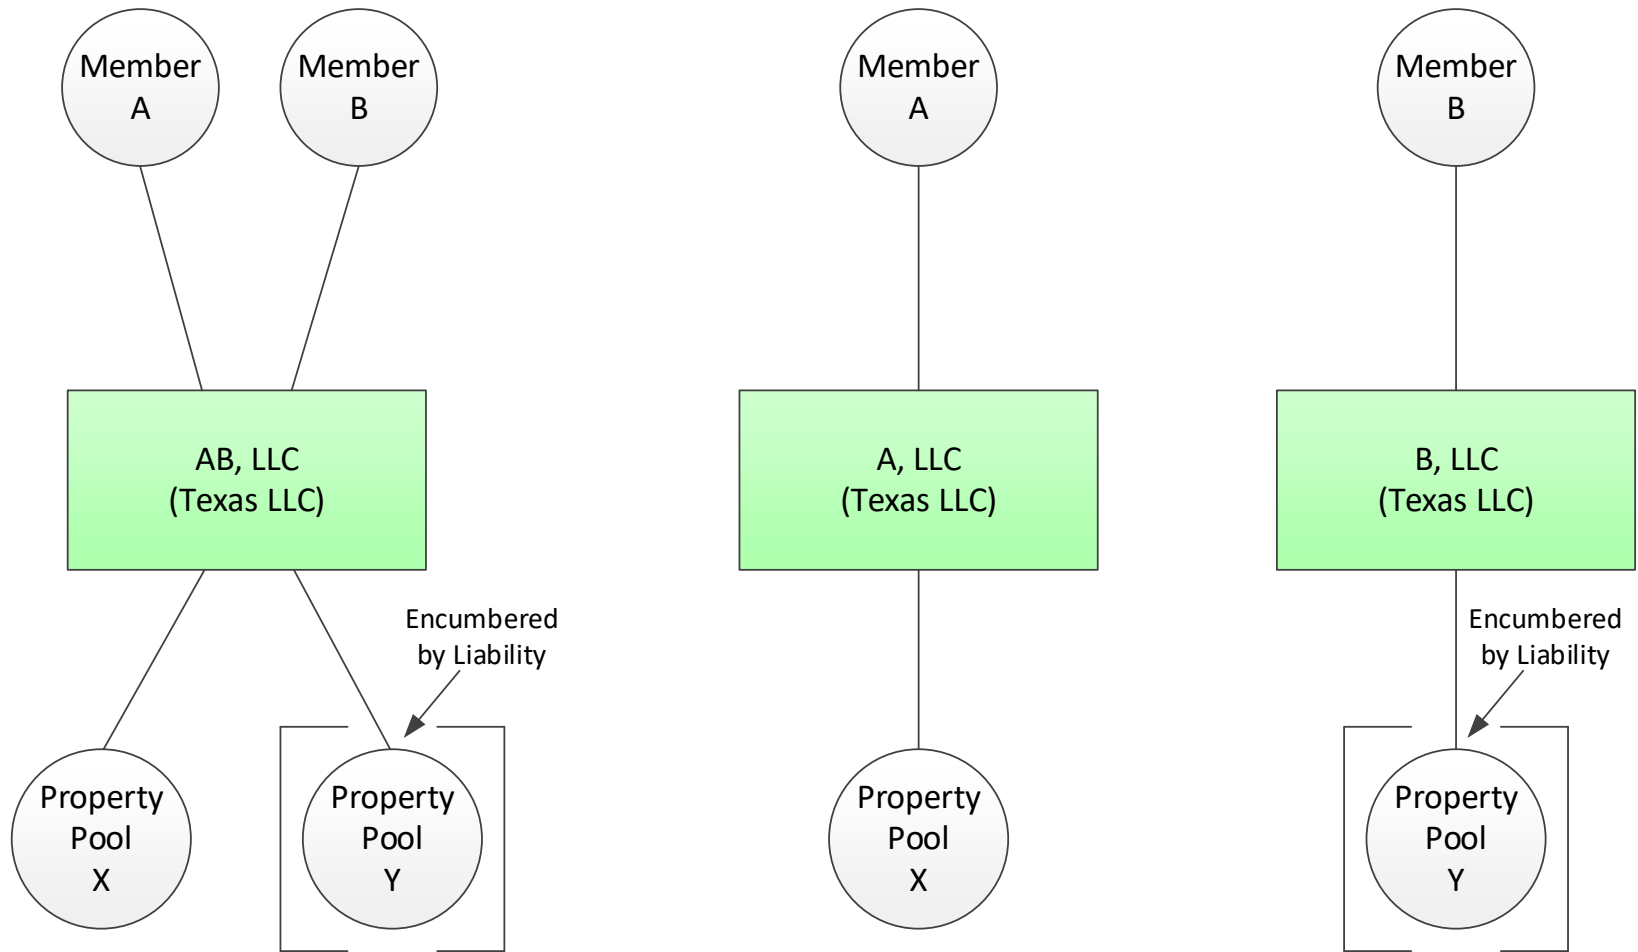 Member
A
Member
B
Member
A
Member
B
AB, LLC
(Texas LLC)
A, LLC
(Texas LLC)
B, LLC
(Texas LLC)
Encumbered
by Liability
Encumbered
by Liability
Property
Pool
X
Property
Pool
Y
Property
Pool
X
Property
Pool
Y